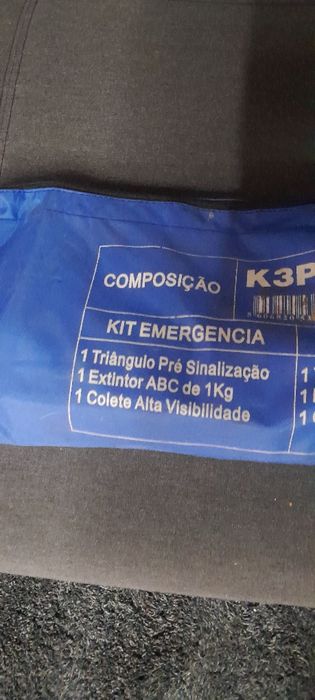 COMPOSIÇÃO K3P
KIT EMERGENCIA
1 Triângulo Pré Sinalização
1 Extintor ABC de 1Kg
1 Colete Alta Visibilidade